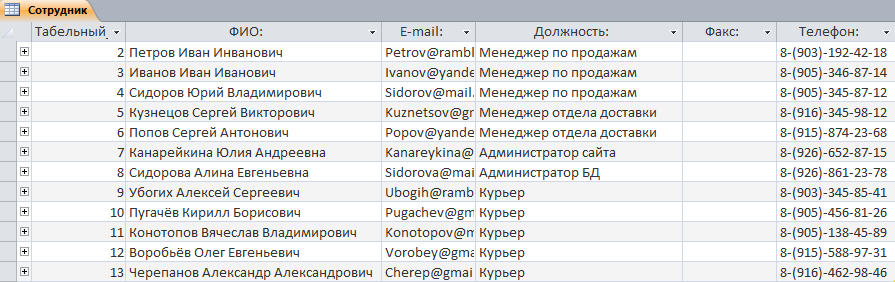 Сотрудник
Табельный ФИО: E-mail: Должность: Факс: Телефон:
2 Петров Иван Инванович Petrov@rambl Менеджер по продажам 8-(903)-192-42-18
3 Иванов Иван Иванович Ivanov@yande Менеджер по продажам 8-(905)-346-87-14
4 Сидоров Юрий Владимирович Sidorov@mail. Менеджер по продажам 8-(905)-345-87-12
5 Кузнецов Сергей Викторович Kuznetsov@gr Менеджер отдела доставки 8-(916)-345-98-12
6 Попов Сергей Антонович Popov@yande Менеджер отдела доставки 8-(915)-874-23-68
7 Канарейкина Юлия Андреевна Kanareykina@ Администратор сайта 8-(926)-652-87-15
8 Сидорова Алина Евгеньевна Sidorova@mai Администратор БД 8-(926)-861-23-78
9 Убогих Алексей Сергеевич Ubogih@ramb Курьер 8-(903)-345-85-41
10 Пугачёв Кирилл Борисович Pugachev@gm Курьер 8-(905)-456-81-26
11 Конотопов Вячеслав Владимирович Konotopov@m Курьер 8-(905)-138-45-89
12 Воробьёв Олег Евгеньевич Vorobey@gma Курьер 8-(915)-588-97-31
13 Черепанов Александр Александрович Cherep@gmai Курьер 8-(916)-462-98-46